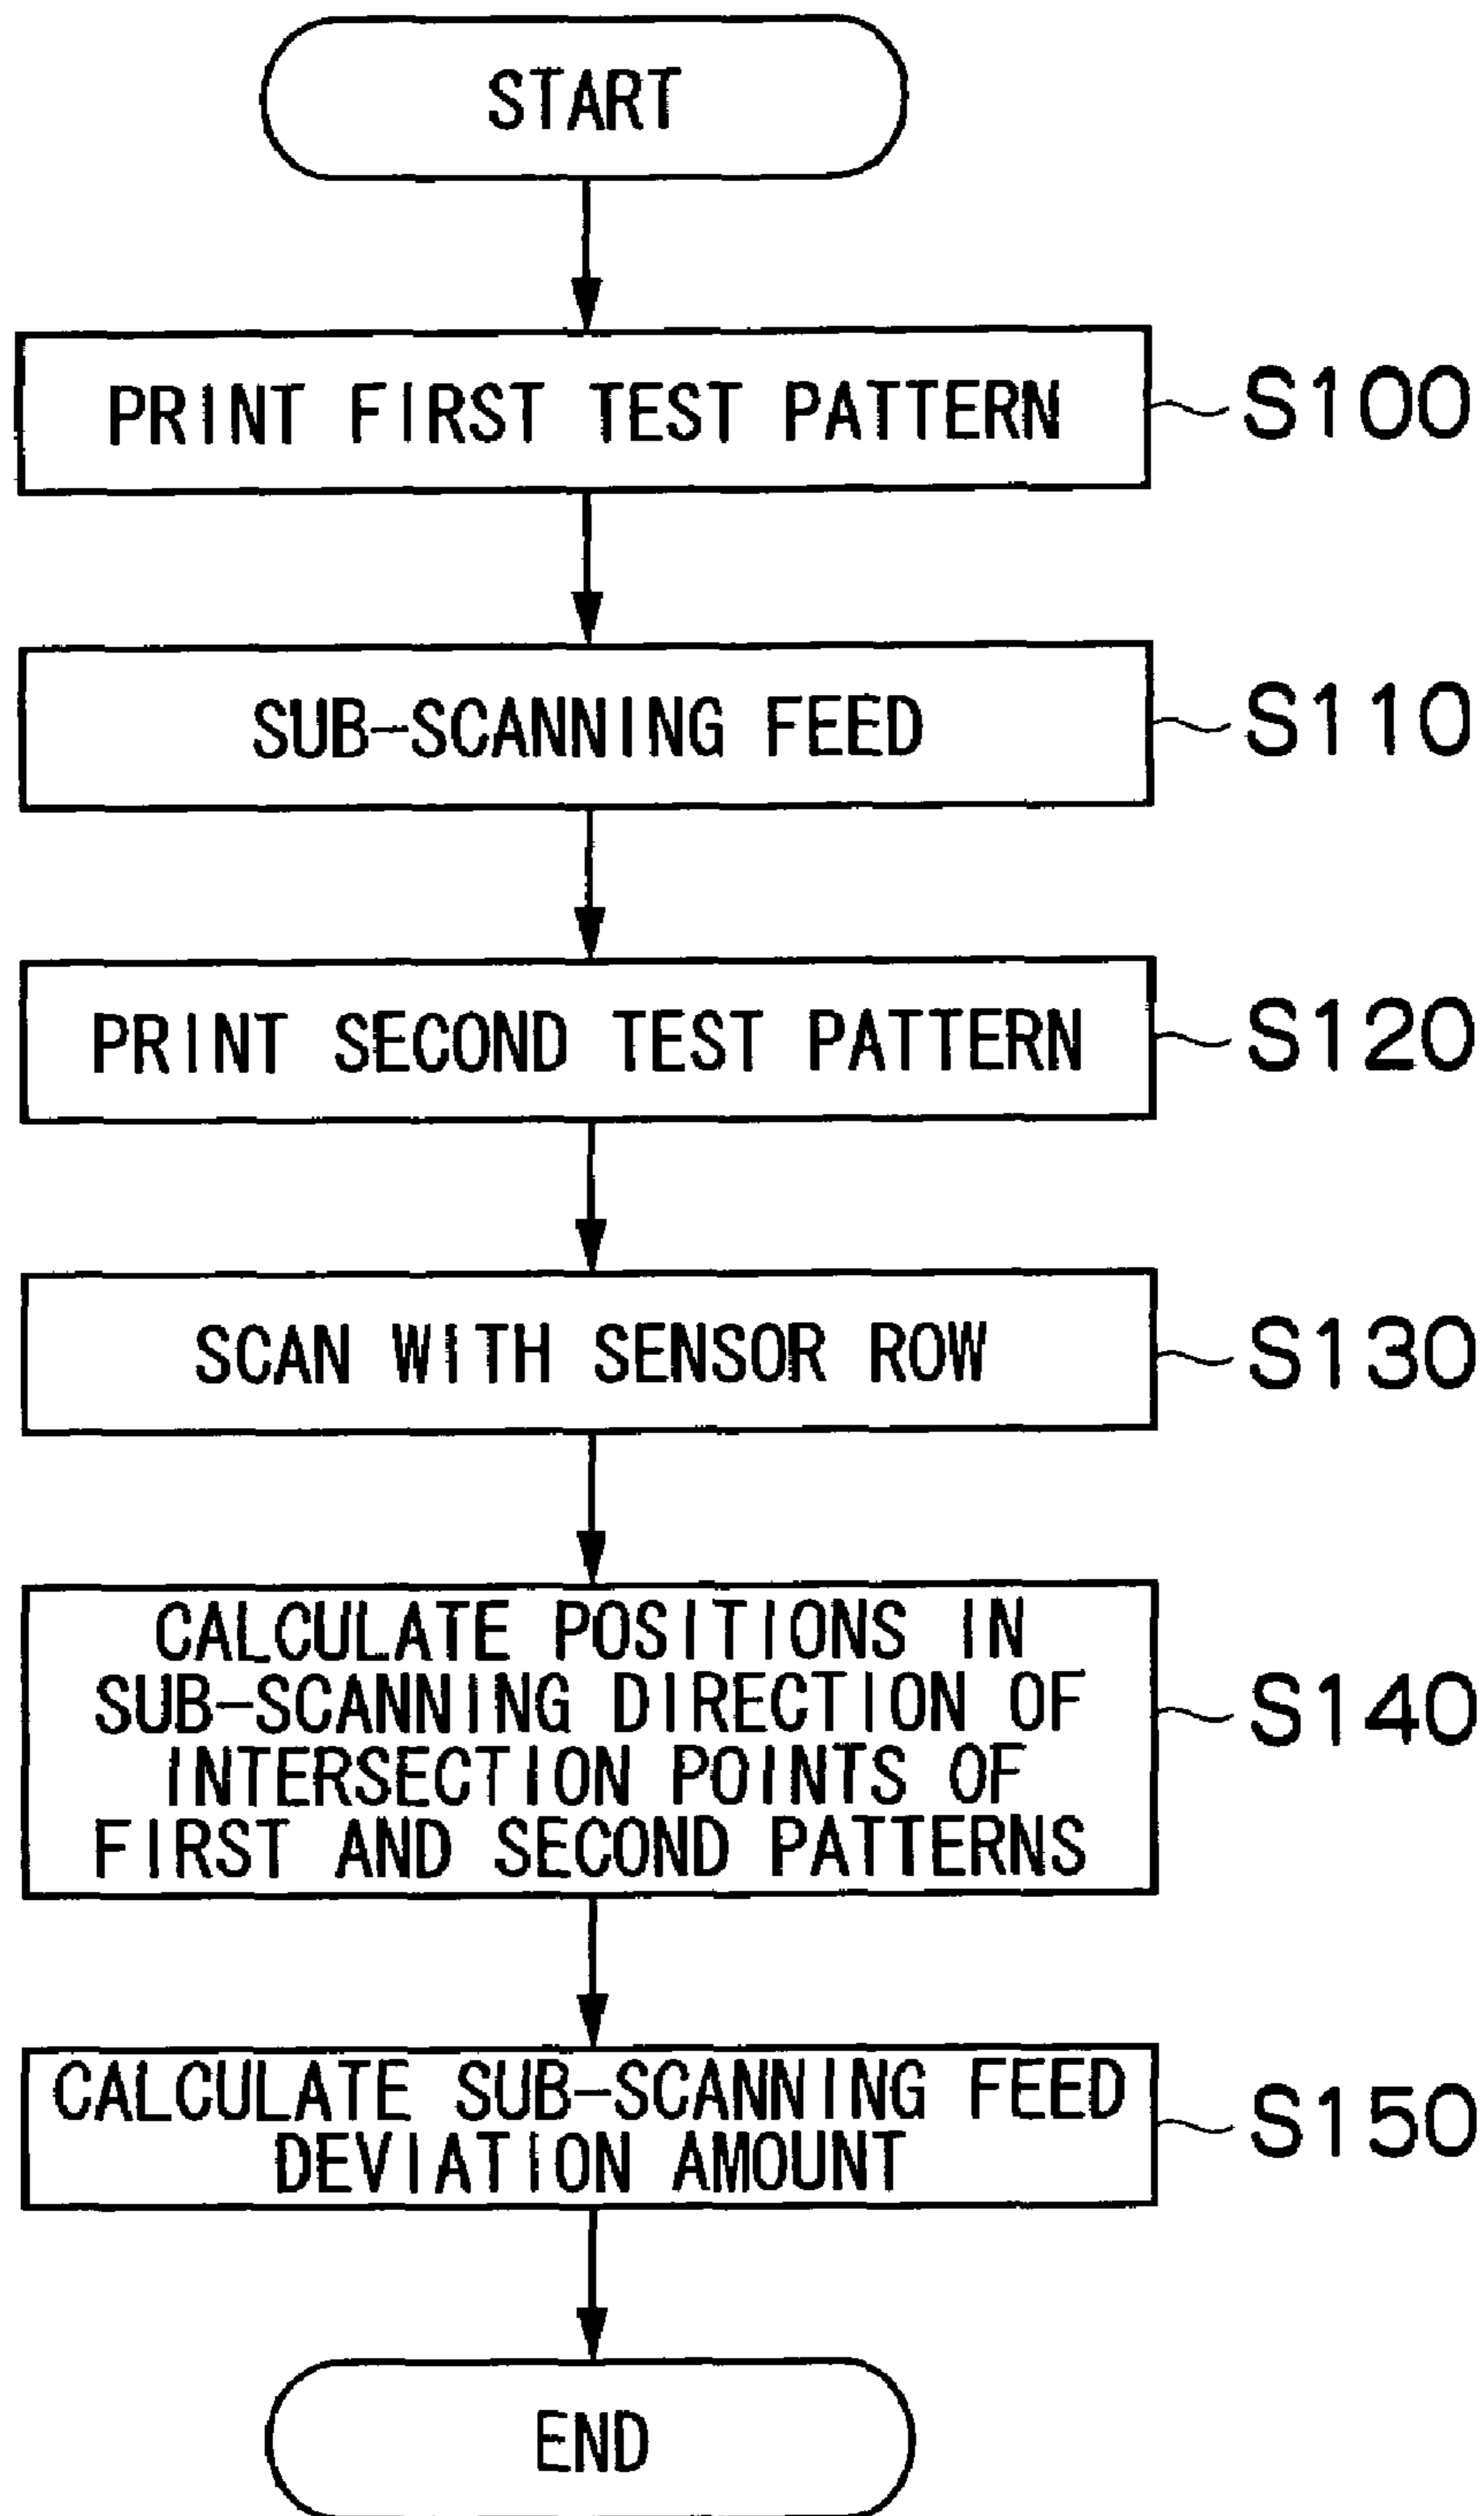 START
PRINT FIRST TEST PATTERN
S100
SUB-SCANNING FEED
S110
PRINT SECOND TEST PATTERN
S120
SCAN WITH SENSOR ROW
S130
CALCULATE POSITIONS IN
SUB-SCANNING DIRECTION OF
INTERSECTION POINTS OF
FIRST AND SECOND PATTERNS
S140
CALCULATE SUB-SCANNING FEED
DEVIATION AMOUNT
S150
END